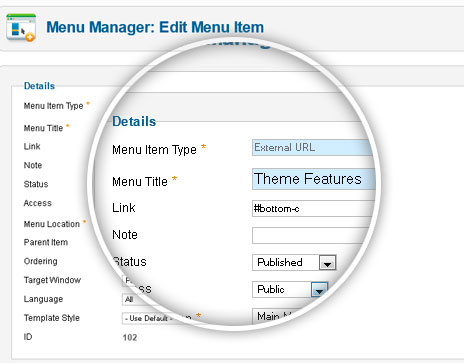 Menu Manager: Edit Menu Item
Details
Menu Item Type *
Menu Title *
Link
Note
Status
Access
Menu Location *
Parent Item
Ordering
Target Window
Language All
Template Style - Use Default -
ID 102
Details
Menu Item Type * External URL
Menu Title * Theme Features
Link #bottom-c
Note
Status Published
Public
Main